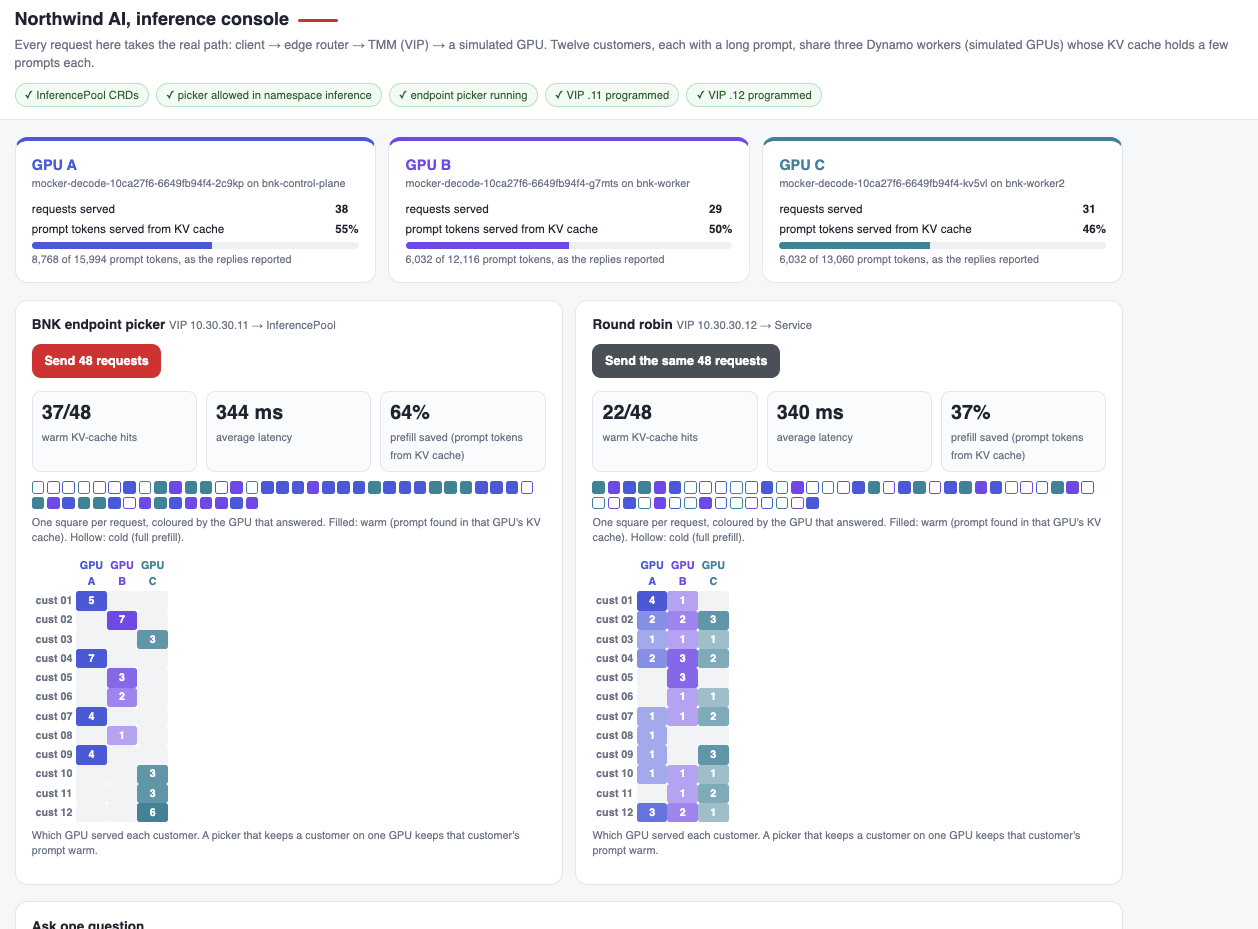 Northwind AI, inference console
Every request here takes the real path: client → edge router → TMM (VIP) → a simulated GPU. Twelve customers, each with a long prompt, share three Dynamo workers (simulated GPUs) whose KV cache holds a few
prompts each.
✓ InferencePool CRDs ✓ picker allowed in namespace inference ✓ endpoint picker running ✓ VIP .11 programmed ✓ VIP .12 programmed
GPU A
mocker-decode-10ca27f6-6649fb94f4-2c9kp on bnk-control-plane
requests served 38
prompt tokens served from KV cache 55%
8,768 of 15,994 prompt tokens, as the replies reported
GPU B
mocker-decode-10ca27f6-6649fb94f4-g7mts on bnk-worker
requests served 29
prompt tokens served from KV cache 50%
6,032 of 12,116 prompt tokens, as the replies reported
GPU C
mocker-decode-10ca27f6-6649fb94f4-kv5vl on bnk-worker2
requests served 31
prompt tokens served from KV cache 46%
6,032 of 13,060 prompt tokens, as the replies reported
BNK endpoint picker VIP 10.30.30.11 → InferencePool
Send 48 requests
37/48
warm KV-cache hits
344 ms
average latency
64%
prefill saved (prompt tokens
from KV cache)
One square per request, coloured by the GPU that answered. Filled: warm (prompt found in that GPU's KV
cache). Hollow: cold (full prefill).
GPU GPU GPU
A B C
cust 01 5
cust 02 7
cust 03 3
cust 04 7
cust 05 3
cust 06 2
cust 07 4
cust 08 1
cust 09 4
cust 10 3
cust 11 3
cust 12 6
Which GPU served each customer. A picker that keeps a customer on one GPU keeps that customer's
prompt warm.
Round robin VIP 10.30.30.12 → Service
Send the same 48 requests
22/48
warm KV-cache hits
340 ms
average latency
37%
prefill saved (prompt tokens
from KV cache)
One square per request, coloured by the GPU that answered. Filled: warm (prompt found in that GPU's KV
cache). Hollow: cold (full prefill).
GPU GPU GPU
A B C
cust 01 4 1
cust 02 2 2 3
cust 03 1 1 1
cust 04 2 3 2
cust 05 3
cust 06 1 1
cust 07 1 1 2
cust 08 1
cust 09 1 3
cust 10 1 1 1
cust 11 1 2
cust 12 3 2 1
Which GPU served each customer. A picker that keeps a customer on one GPU keeps that customer's
prompt warm.
Ask one question